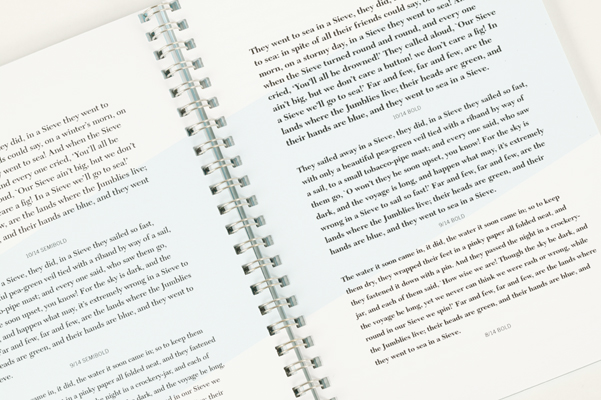 they did, in a Sieve they went to
could say, on a winter's morn, on
went to sea! And when the Sieve
and every one cried, 'You'll all be
'Our Sieve ain't big, but we don't
care a fig! In a Sieve we'll go to sea!'
are the lands where the Jumblies live;
hands are blue, and they went
10/14 SEMIBOLD
a Sieve, they did, in a Sieve they sailed so fast,
pea-green veil tied with a riband by way of a sail,
mast; and every one said, who saw them go,
soon upset, you know! For the sky is dark, and the
and happen what may, it's extremely wrong in a Sieve to
Far and few, far and few, are the lands where the
heads are green, and their hands are blue, and they went to
9/14 SEMIBOLD
came in, it did, the water it soon came in; so to keep them
in a pinky paper all folded neat, and they fastened
the night in a crockery-jar, and each of
the sky be dark, and the voyage be long,
in our Sieve we
They went to sea in a Sieve, they did, in a Sieve they went
to sea: in spite of all their friends could say, on a winter's
morn, on a stormy day, in a Sieve they went to sea! And
when the Sieve turned round and round, and every one
cried, 'You'll all be drowned!' They called aloud, 'Our Sieve
ain't big, but we don't care a button! we don't care a fig! In
a Sieve we'll go to sea!' Far and few, far and few, are the
lands where the Jumblies live; their heads are green, and
their hands are blue, and they went to sea in a Sieve.
10/14 BOLD
They sailed away in a Sieve, they did, in a Sieve they sailed so fast,
with only a beautiful pea-green veil tied with a riband by way of
a sail, to a small tobacco-pipe mast; and every one said, who saw
them go, 'O won't they be soon upset, you know! For the sky is
dark, and the voyage is long, and happen what may, it's extremely
wrong in a Sieve to sail so fast!' Far and few, far and few, are the
lands where the Jumblies live; their heads are green, and their
hands are blue, and they went to sea in a Sieve.
9/14 BOLD
The water it soon came in, it did, the water it soon came in; so to keep
them dry, they wrapped their feet in a pinky paper all folded neat, and
they fastened it down with a pin. And they passed the night in a crockery-
jar, and each of them said, 'How wise we are! Though the sky be dark, and
the voyage be long, yet we never can think we were rash or wrong, while
round in our Sieve we spin!' Far and few, far and few, are the lands where
the Jumblies live; their heads are green, and their hands are blue, and
they went to sea in a Sieve.
8/14 BOLD